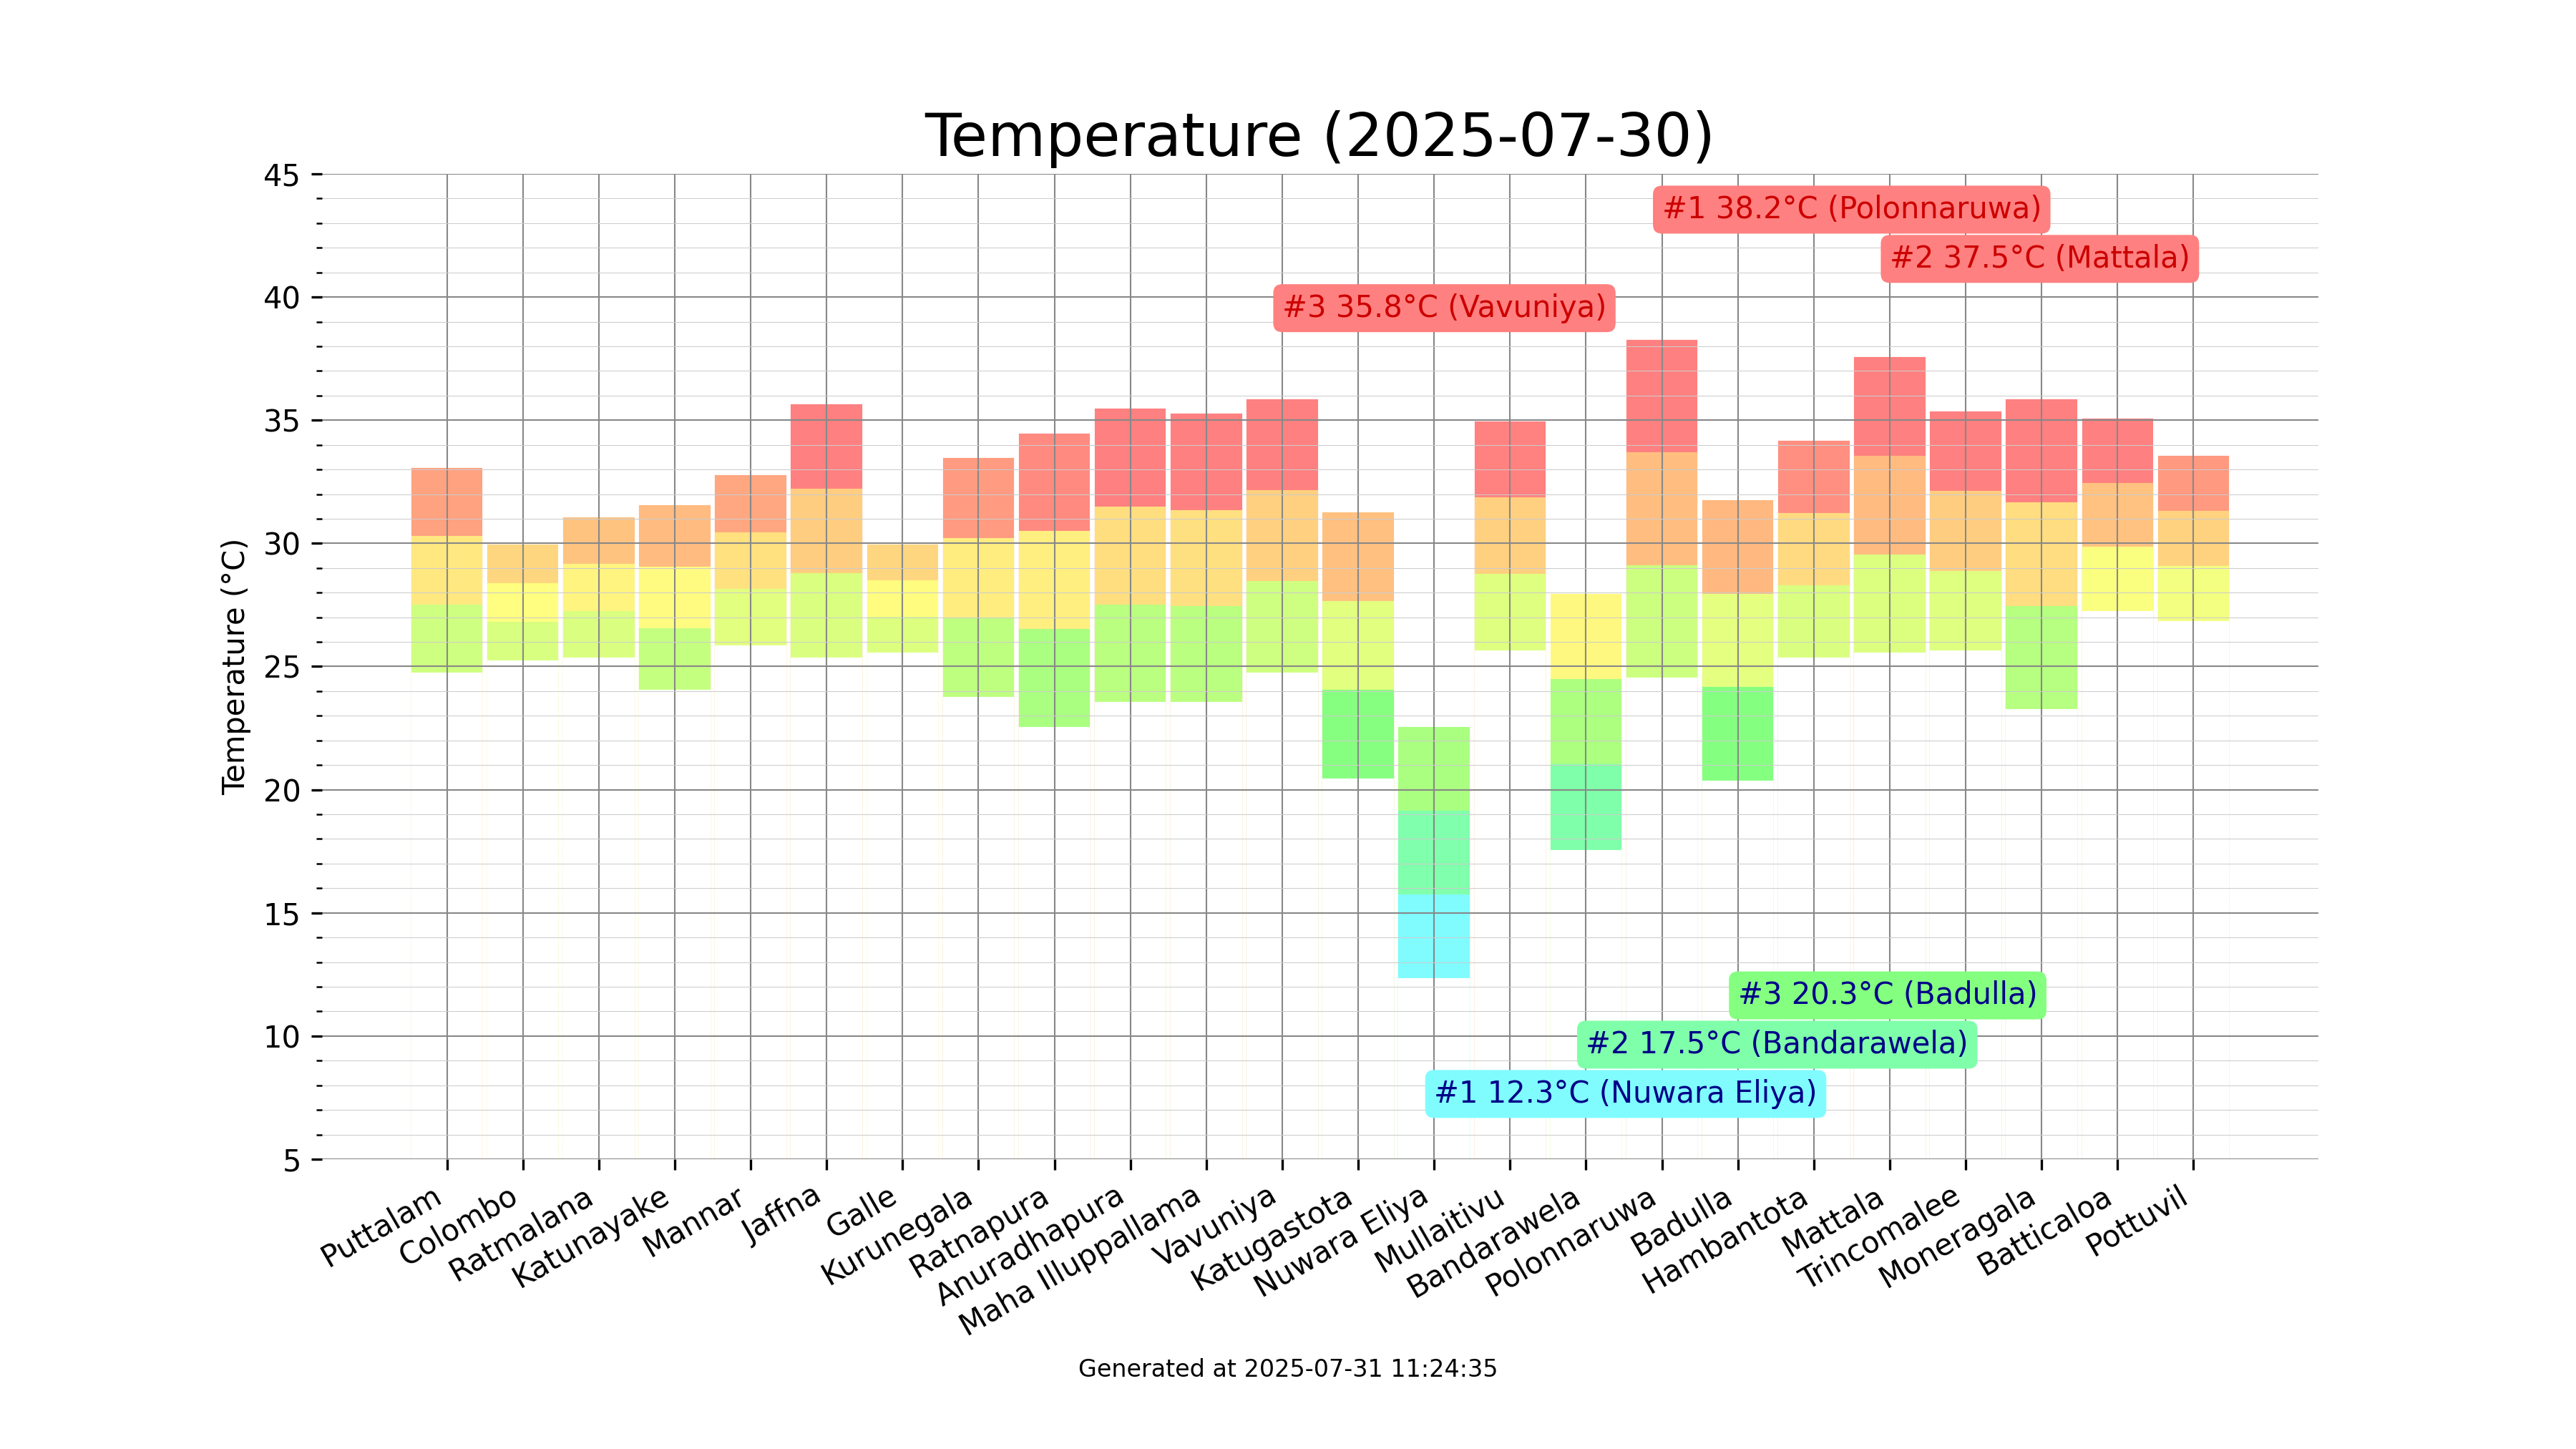 Temperature (2025-07-30)
45
40
35
30
25
20
15
10
5
Temperature (°C)
#1 38.2°C (Polonnaruwa)
#2 37.5°C (Mattala)
#3 35.8°C (Vavuniya)
#3 20.3°C (Badulla)
#2 17.5°C (Bandarawela)
#1 12.3°C (Nuwara Eliya)
Puttalam
Colombo
Ratmalana
Katunayake
Mannar
Jaffna
Galle
Kurunegala
Ratnapura
Anuradhapura
Maha Illuppallama
Vavuniya
Katugastota
Nuwara Eliya
Mullaitivu
Bandarawela
Polonnaruwa
Badulla
Hambantota
Mattala
Trincomalee
Moneragala
Batticaloa
Pottuvil
Generated at 2025-07-31 11:24:35